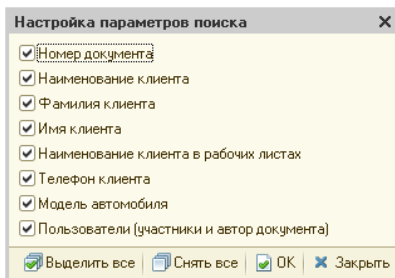 Настройка параметров поиска
Номер документа
Наименование клиента
Фамилия клиента
Имя клиента
Наименование клиента в рабочих листах
Телефон клиента
Модель автомобиля
Пользователи (участники и автор документа)
Выделить все Снять все OK Закрыть